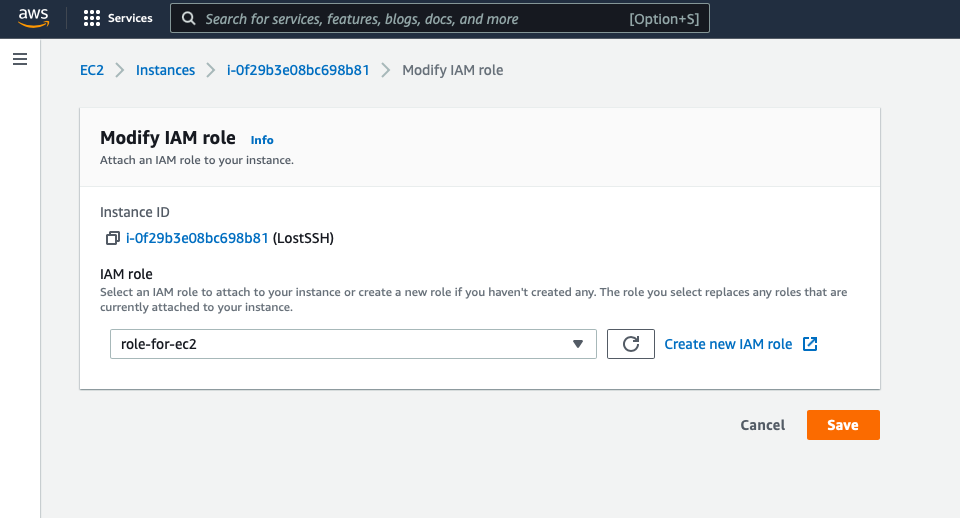 aws
Services
Search for services, features, blogs, docs, and more
[Option+S]
EC2
Instances
i-0f29b3e08bc698b81
Modify IAM role
Modify IAM role
Info
Attach an IAM role to your instance.
Instance ID
i-0f29b3e08bc698b81 (LostSSH)
IAM role
Select an IAM role to attach to your instance or create a new role if you haven't created any. The role you select replaces any roles that are
currently attached to your instance.
role-for-ec2
Create new IAM role
Cancel
Save